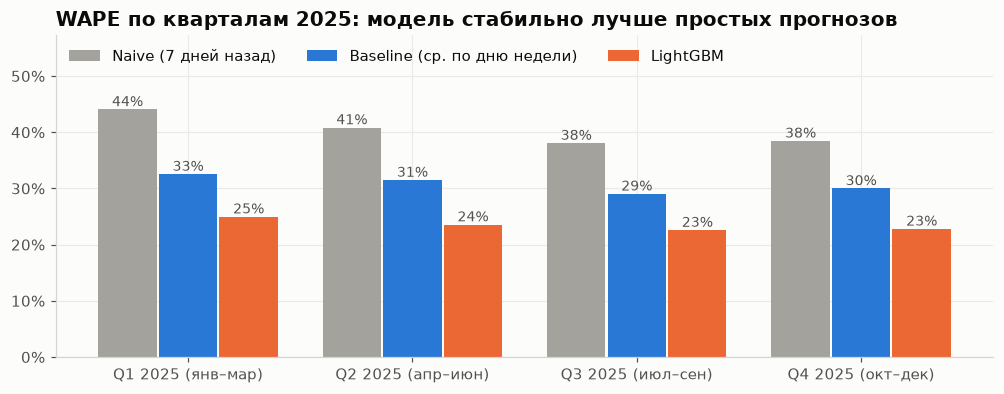 WAPE по кварталам 2025: модель стабильно лучше простых прогнозов
Naive (7 дней назад) Baseline (ср. по дню недели) LightGBM
50%
40%
30%
20%
10%
0%
44% 33% 25%
41% 31% 24%
38% 29% 23%
38% 30% 23%
Q1 2025 (янв–мар) Q2 2025 (апр–июн) Q3 2025 (июл–сен) Q4 2025 (окт–дек)